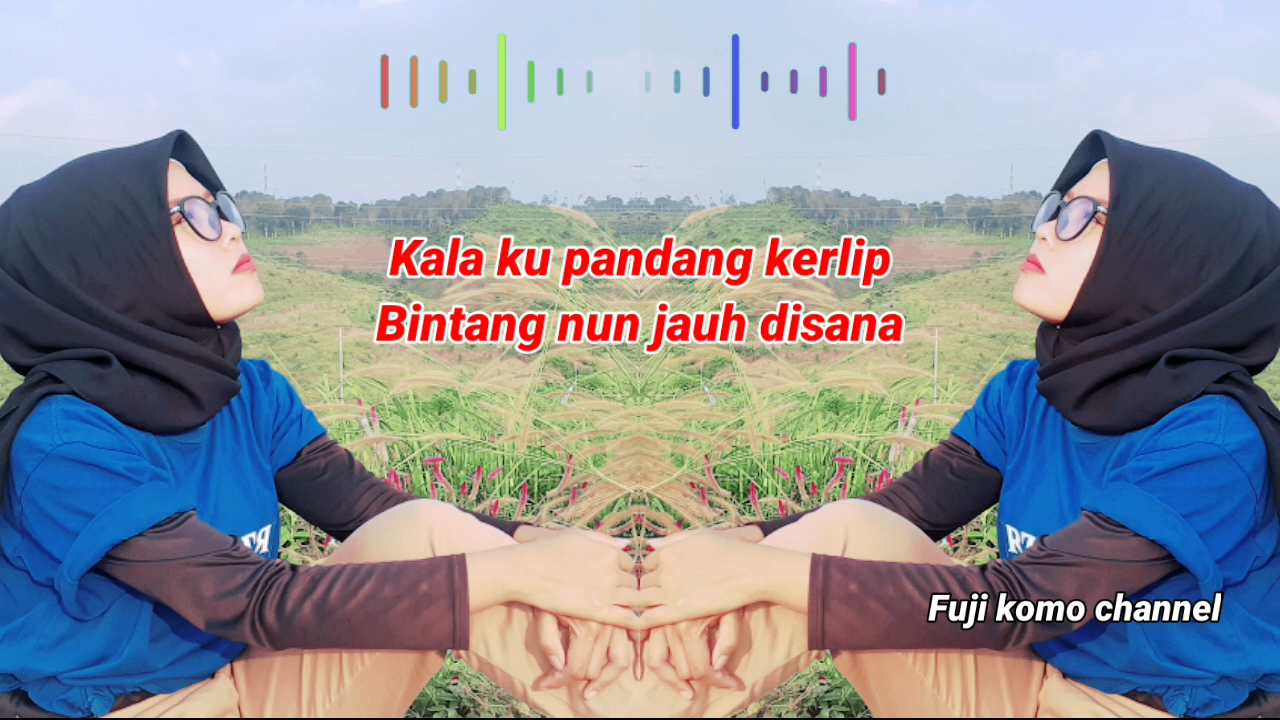 Kala ku pandang kerlip
Bintang nun jauh disana
Fuji komo channel